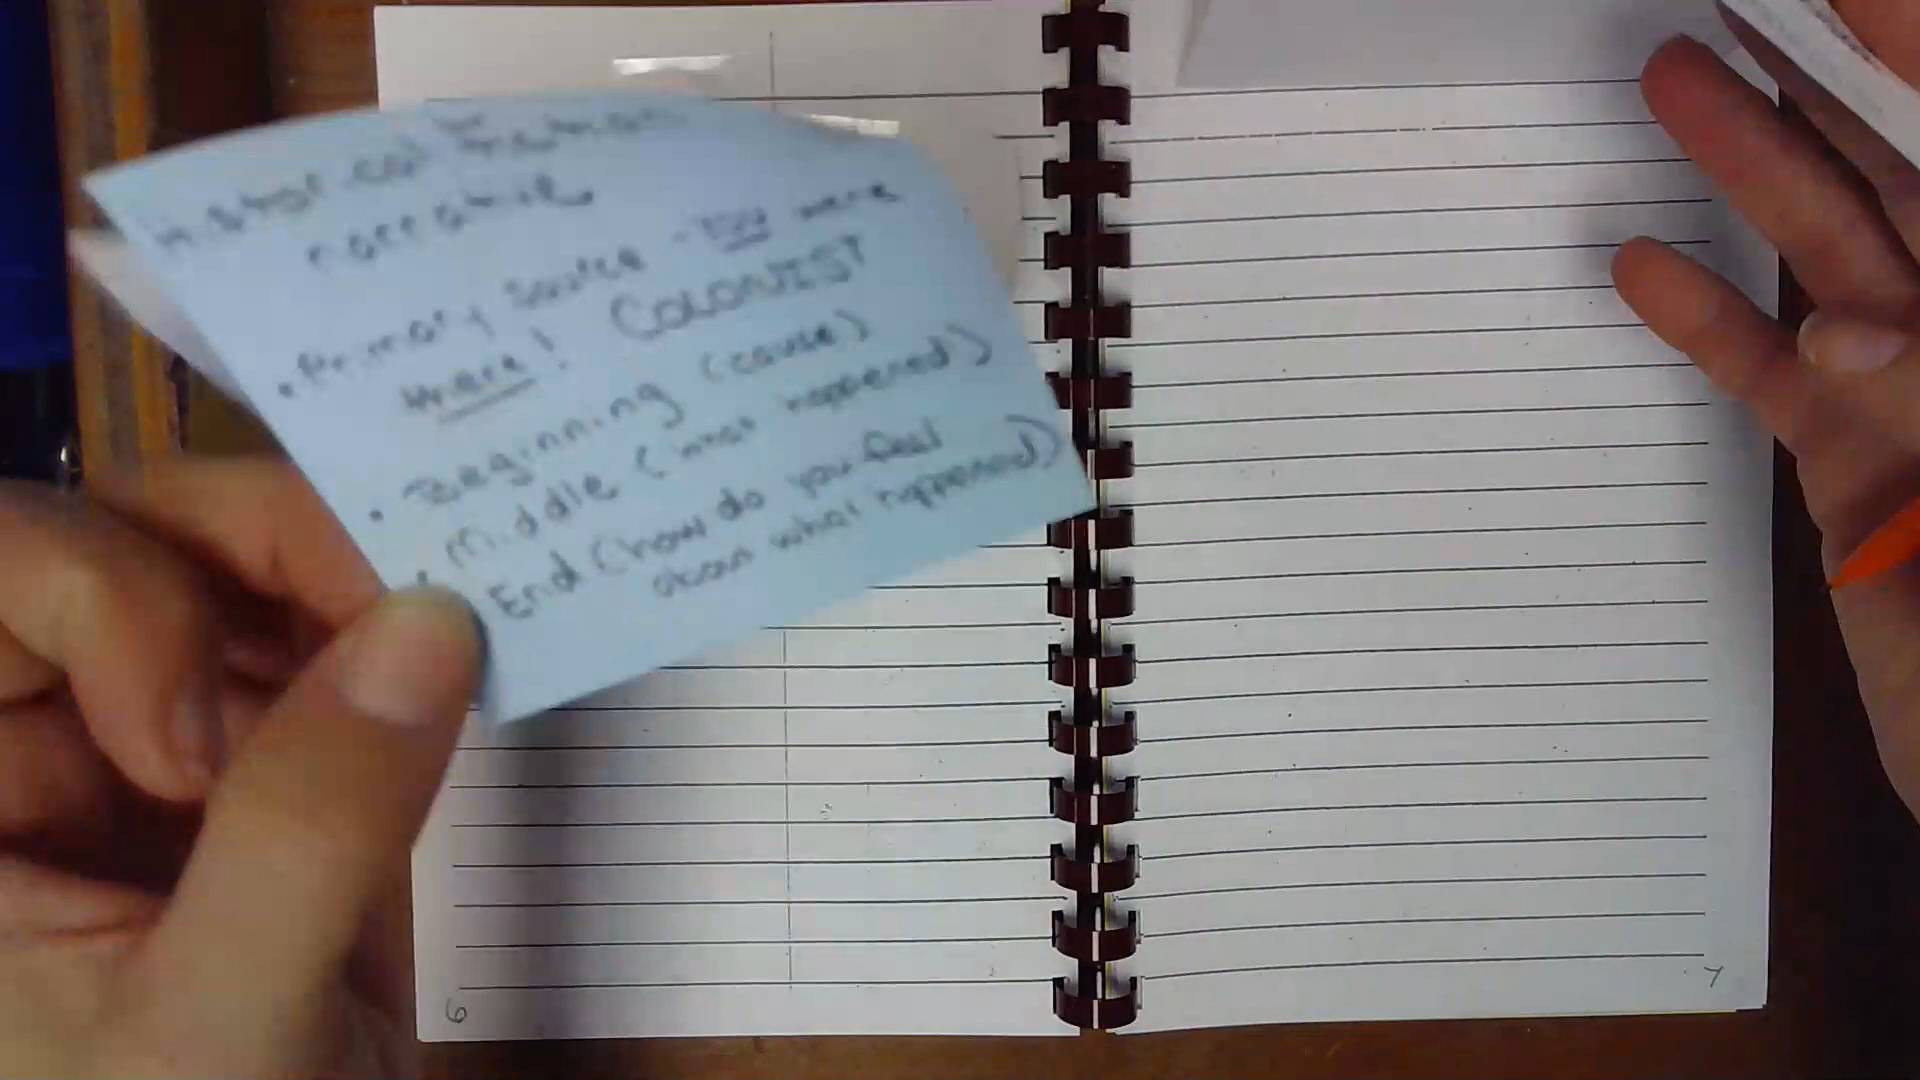 Historical Fiction
narrative
• Primary Source - You were
there! COLONIST
• Beginning (cause)
• Middle (what happened)
End (how do you feel
about what happened)
6
7